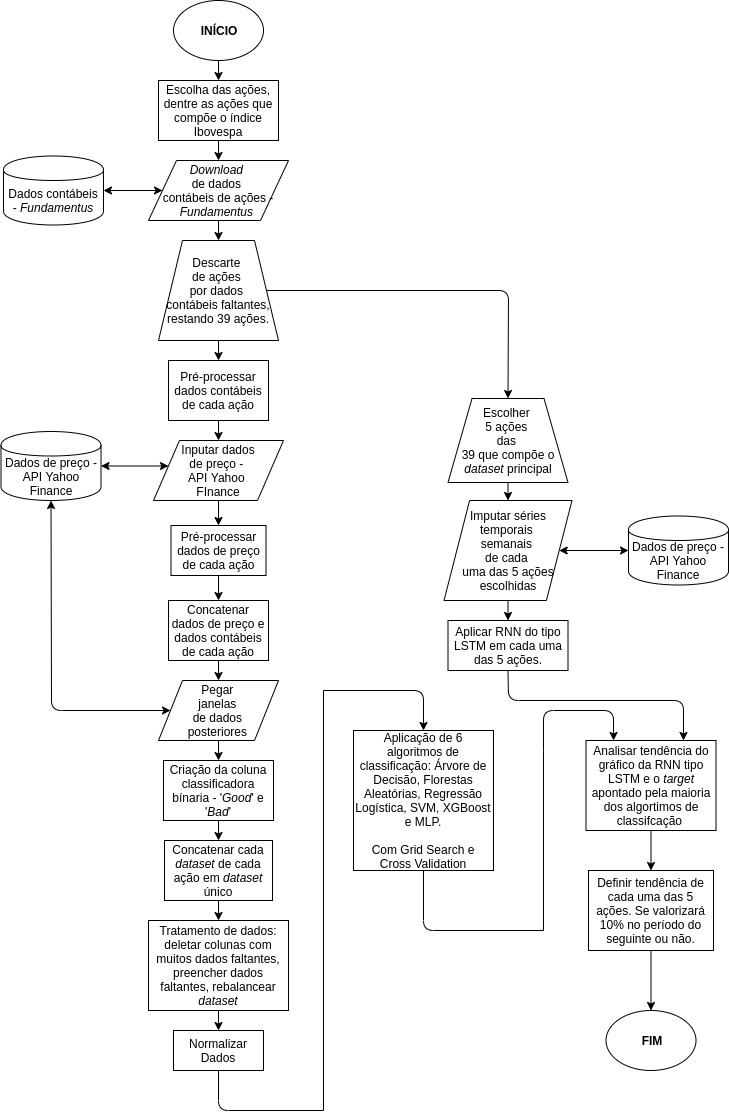 INÍCIO
Escolha das ações,
dentre as ações que
compõe o índice
Ibovespa
Dados contábeis
- Fundamentus
Download
de dados
contábeis de ações -
Fundamentus
Descarte
de ações
por dados
contábeis faltantes,
restando 39 ações.
Pré-processar
dados contábeis
de cada ação
Dados de preço -
API Yahoo
Finance
Inputar dados
de preço -
API Yahoo
FInance
Pré-processar
dados de preço
de cada ação
Concatenar
dados de preço e
dados contábeis
de cada ação
Pegar
janelas
de dados
posteriores
Criação da coluna
classificadora
bínaria - 'Good' e
'Bad'
Concatenar cada
dataset de cada
ação em dataset
único
Tratamento de dados:
deletar colunas com
muitos dados faltantes,
preencher dados
faltantes, rebalancear
dataset
Normalizar
Dados
Aplicação de 6
algoritmos de
classificação: Árvore de
Decisão, Florestas
Aleatórias, Regressão
Logística, SVM, XGBoost
e MLP.
Com Grid Search e
Cross Validation
Escolher
5 ações
das
39 que compõe o
dataset principal
Imputar séries
temporais
semanais
de cada
uma das 5 ações
escolhidas
Dados de preço -
API Yahoo
Finance
Aplicar RNN do tipo
LSTM em cada uma
das 5 ações.
Analisar tendência do
gráfico da RNN tipo
LSTM e o target
apontado pela maioria
dos algortimos de
classifcação
Definir tendência de
cada uma das 5
ações. Se valorizará
10% no período do
seguinte ou não.
FIM